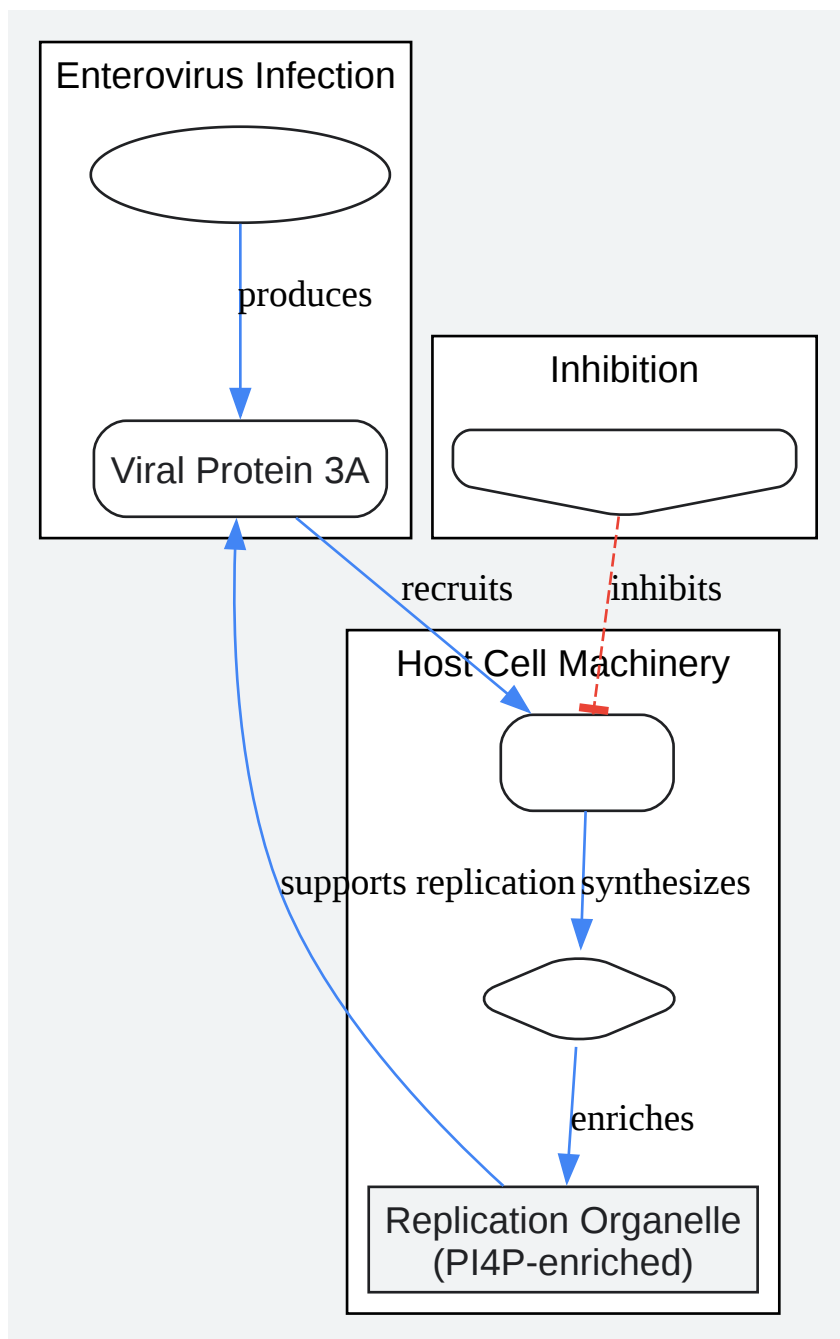 Enterovirus Infection
produces
Viral Protein 3A
Inhibition
recruits
inhibits
Host Cell Machinery
supports replication
synthesizes
enriches
Replication Organelle
(PI4P-enriched)